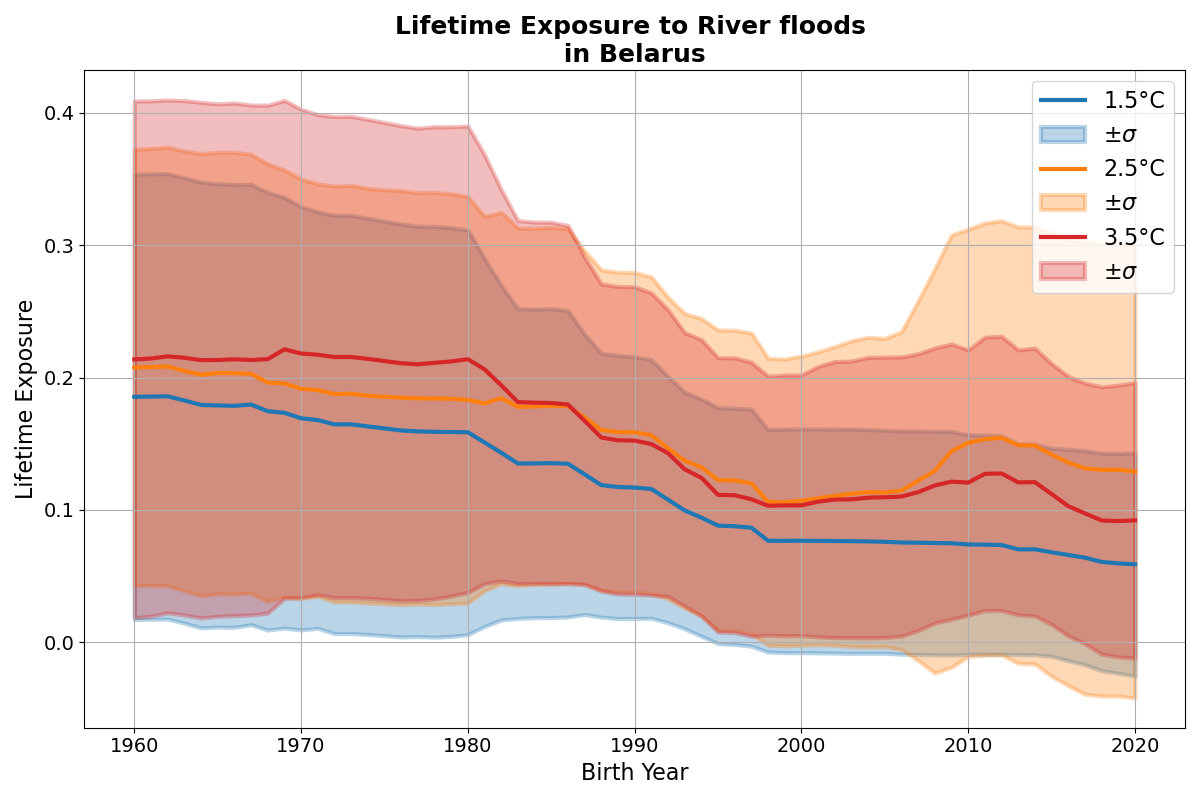 Lifetime Exposure to River floods
in Belarus
Lifetime Exposure
0.4
0.3
0.2
0.1
0.0
1960 1970 1980 1990 2000 2010 2020
Birth Year
1.5°C
±σ
2.5°C
±σ
3.5°C
±σ